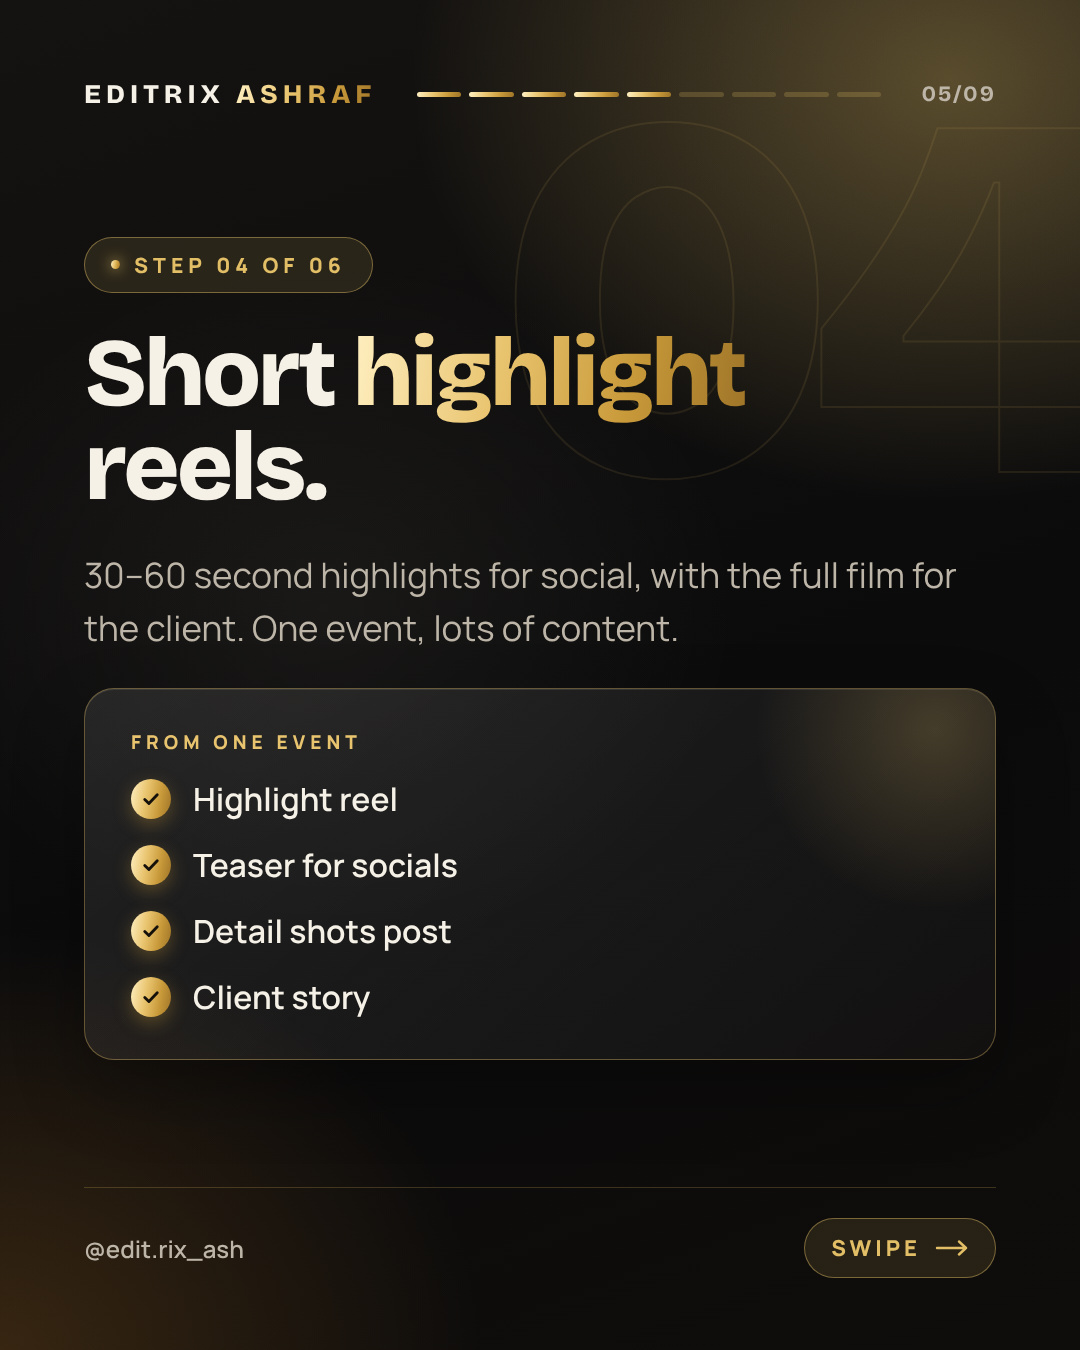 EDITRIX ASHRAF
05/09
04
STEP 04 OF 06
Short highlight
reels.
30–60 second highlights for social, with the full film for
the client. One event, lots of content.
FROM ONE EVENT
Highlight reel
Teaser for socials
Detail shots post
Client story
@edit.rix_ash
SWIPE →